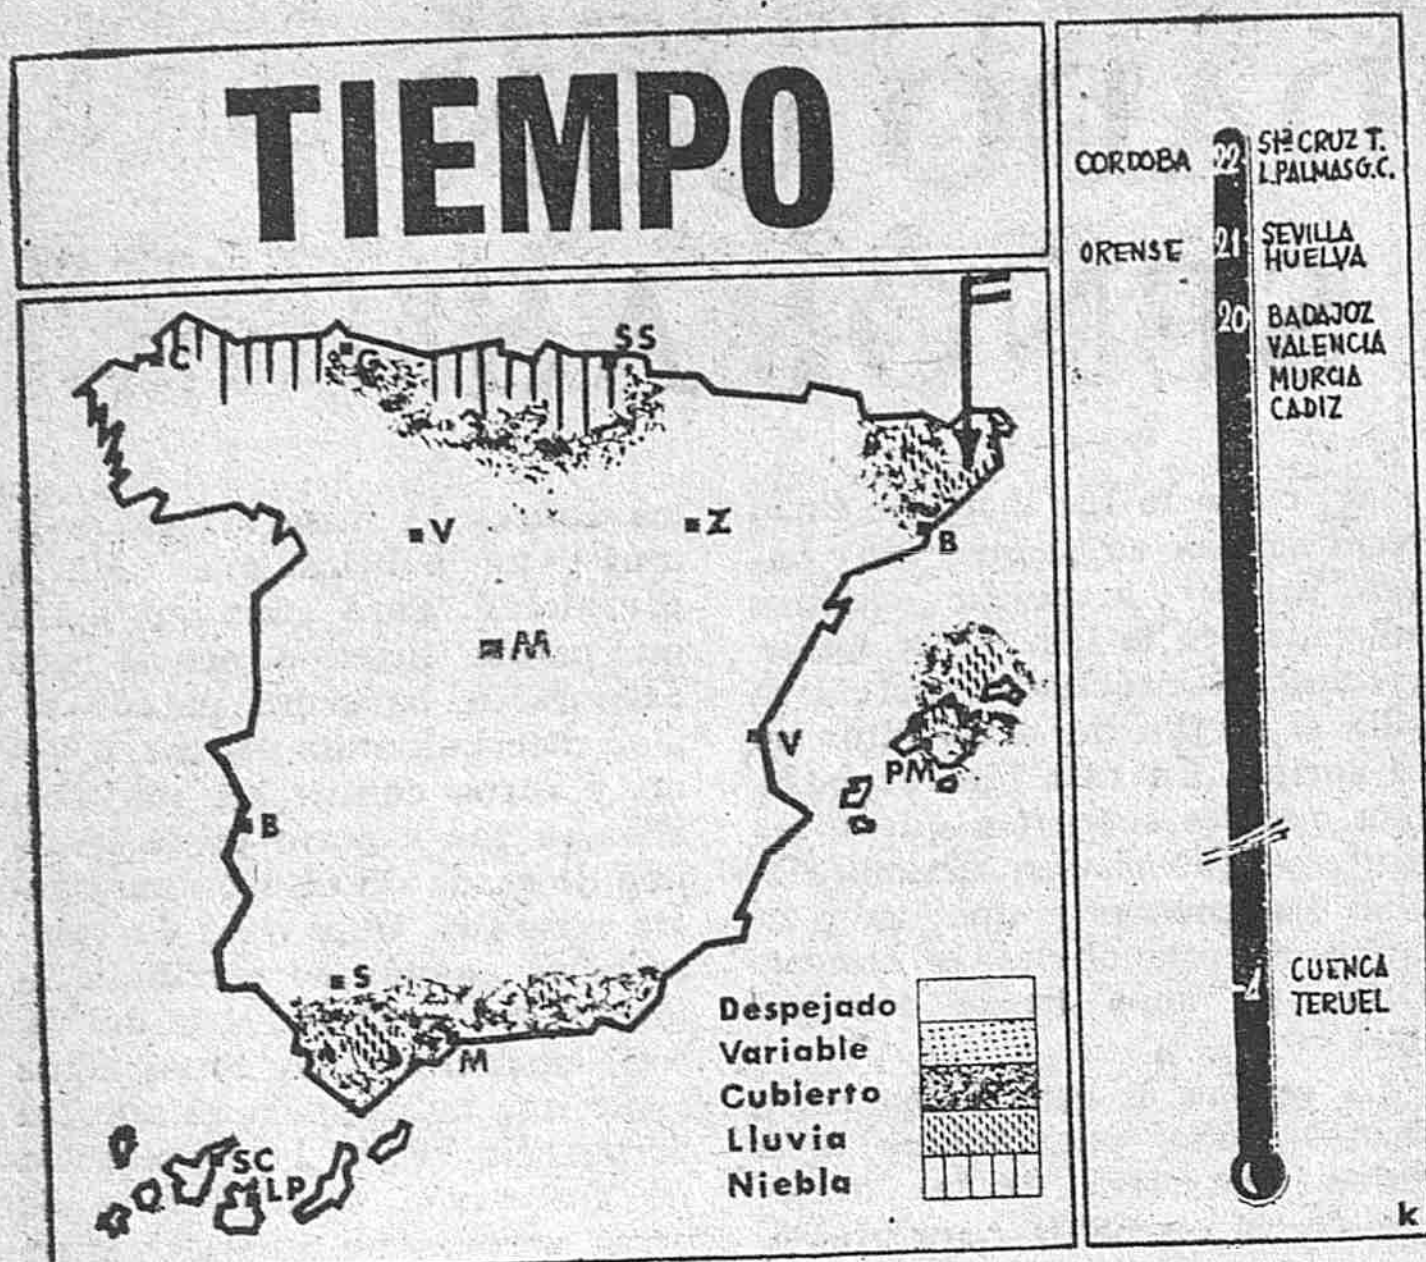 TIEMPO
C
G
SS
V
Z
B
M
V
PM
B
S
M
SC
LP
Despejado
Variable
Cubierto
Lluvia
Niebla
CORDOBA 22 Stª CRUZ T.
L.PALMAS G.C.
ORENSE 21 SEVILLA
HUELVA
20 BADAJOZ
VALENCIA
MURCIA
CADIZ
CUENCA
TERUEL
k